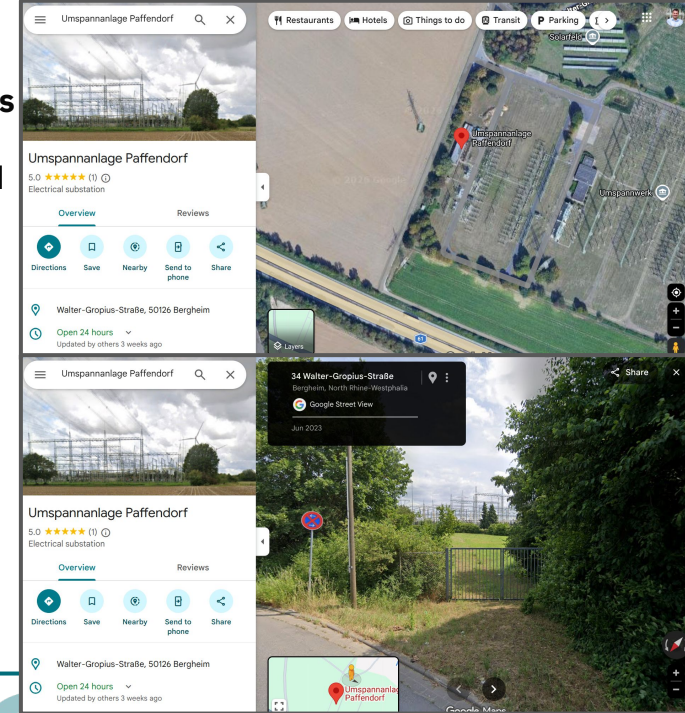 s
Umspannanlage Paffendorf
Restaurants
Hotels
Things to do
Transit
Parking
Solarfeld
Umspannanlage
Paffendorf
Umspannwerk
Umspannanlage Paffendorf
5.0 ★★★★★ (1)
Electrical substation
Overview
Reviews
Directions
Save
Nearby
Send to
phone
Share
Walter-Gropius-Straße, 50126 Bergheim
Open 24 hours
Updated by others 3 weeks ago
Layers
Umspannanlage Paffendorf
34 Walter-Gropius-Straße
Bergheim, North Rhine-Westphalia
Google Street View
Jun 2023
Share
Umspannanlage Paffendorf
5.0 ★★★★★ (1)
Electrical substation
Overview
Reviews
Directions
Save
Nearby
Send to
phone
Share
Walter-Gropius-Straße, 50126 Bergheim
Open 24 hours
Updated by others 3 weeks ago
Umspannanlag
Paffendorf
Google Maps